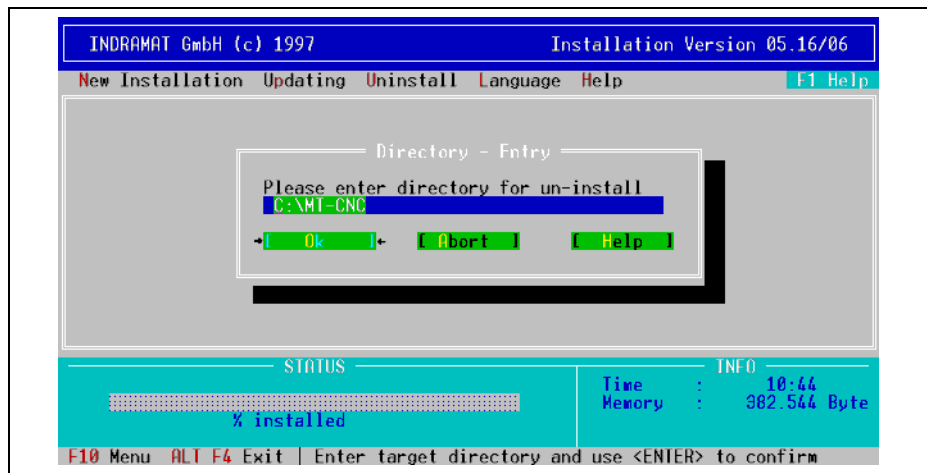 INDRAMAT GmbH (c) 1997 Installation Version 05.16/06
New Installation Updating Uninstall Language Help F1 Help
Directory - Entry
Please enter directory for un-install
C:\MT-CNC
[ Ok ] [ Abort ] [ Help ]
STATUS INFO
Time : 10:44
Memory : 382.544 Byte
% installed
F10 Menu ALT F4 Exit | Enter target directory and use <ENTER> to confirm